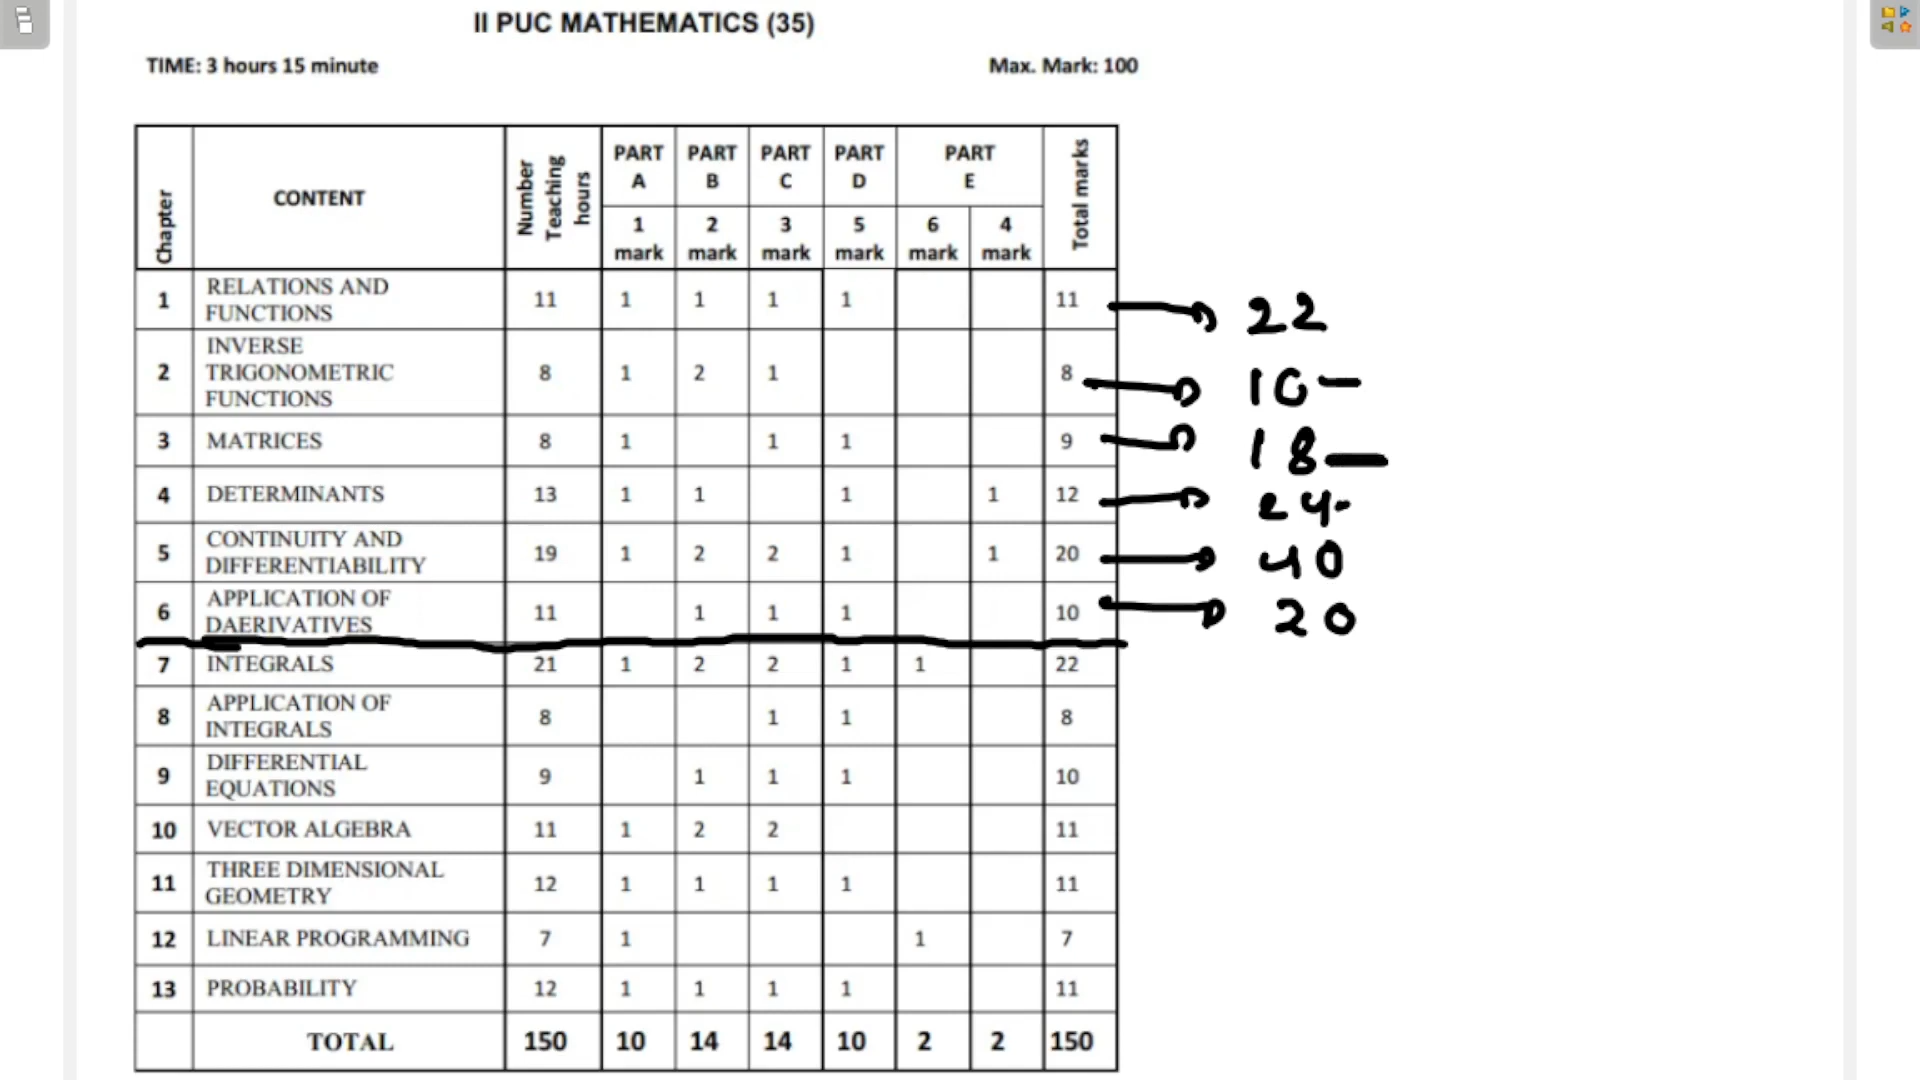 II PUC MATHEMATICS (35)
TIME: 3 hours 15 minute Max. Mark: 100
Chapter CONTENT Number Teaching hours PART A PART B PART C PART D PART E Total marks
1 mark 2 mark 3 mark 5 mark 6 mark 4 mark
1 RELATIONS AND FUNCTIONS 11 1 1 1 1 11 22
2 INVERSE TRIGONOMETRIC FUNCTIONS 8 1 2 1 8 16
3 MATRICES 8 1 1 1 9 18
4 DETERMINANTS 13 1 1 1 1 12 24
5 CONTINUITY AND DIFFERENTIABILITY 19 1 2 2 1 1 20 40
6 APPLICATION OF DAERIVATIVES 11 1 1 1 10 20
7 INTEGRALS 21 1 2 2 1 1 22
8 APPLICATION OF INTEGRALS 8 1 1 8
9 DIFFERENTIAL EQUATIONS 9 1 1 1 10
10 VECTOR ALGEBRA 11 1 2 2 11
11 THREE DIMENSIONAL GEOMETRY 12 1 1 1 1 11
12 LINEAR PROGRAMMING 7 1 1 7
13 PROBABILITY 12 1 1 1 1 11
TOTAL 150 10 14 14 10 2 2 150